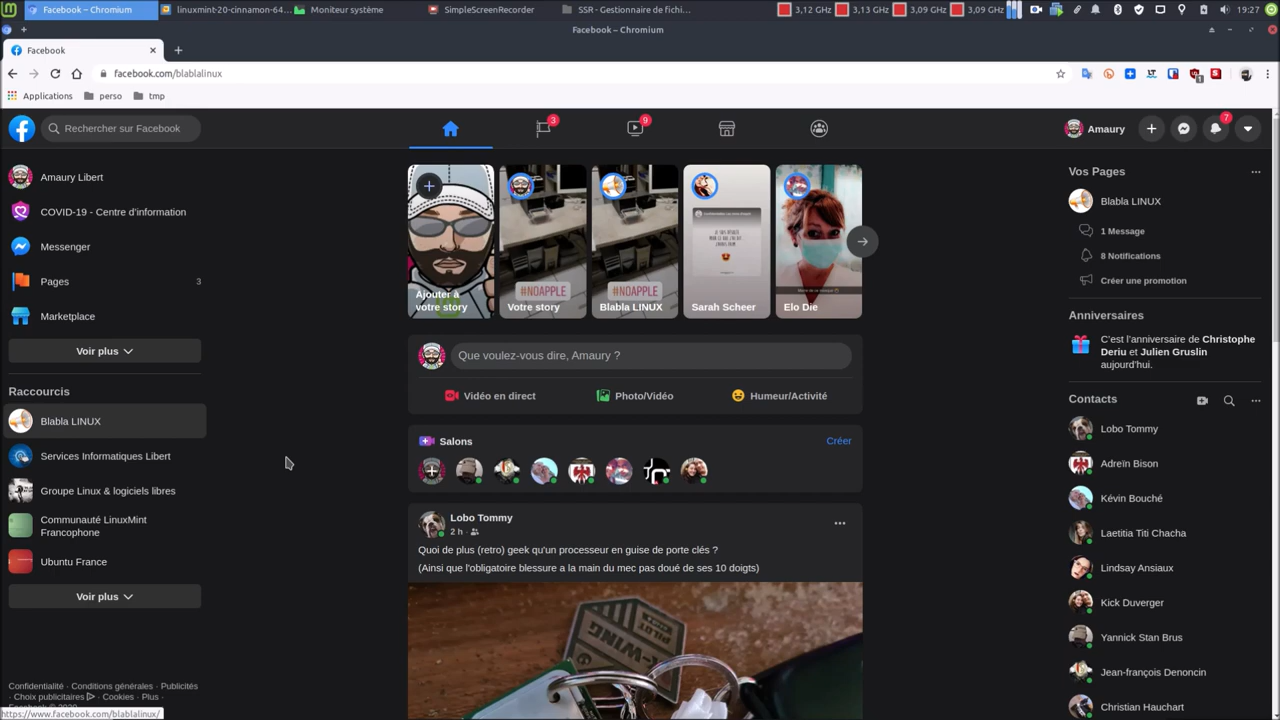 Facebook – Chromium
linuxmint-20-cinnamon-64...
Moniteur système
SimpleScreenRecorder
SSR - Gestionnaire de fichi...
3,12 GHz
3,13 GHz
3,09 GHz
3,09 GHz
19:27
Facebook – Chromium
Facebook
facebook.com/blablalinux
Applications
perso
tmp
Rechercher sur Facebook
3
9
Amaury
7
Amaury Libert
COVID-19 - Centre d'information
Messenger
Pages
3
Marketplace
Voir plus
Raccourcis
Blabla LINUX
Services Informatiques Libert
Groupe Linux & logiciels libres
Communauté LinuxMint
Francophone
Ubuntu France
Voir plus
Confidentialité · Conditions générales · Publicités
· Choix publicitaires · Cookies · Plus ·
https://www.facebook.com/blablalinux/
Ajouter à
votre story
#NOAPPLE
Votre story
#NOAPPLE
Blabla LINUX
Sarah Scheer
Elo Die
Que voulez-vous dire, Amaury ?
Vidéo en direct
Photo/Vidéo
Humeur/Activité
Salons
Créer
Lobo Tommy
2 h ·
Quoi de plus (retro) geek qu'un processeur en guise de porte clés ?
(Ainsi que l'obligatoire blessure a la main du mec pas doué de ses 10 doigts)
X-WING
PILOT
Vos Pages
Blabla LINUX
1 Message
8 Notifications
Créer une promotion
Anniversaires
C'est l'anniversaire de Christophe
Deriu et Julien Gruslin
aujourd'hui.
Contacts
Lobo Tommy
Adreïn Bison
Kévin Bouché
Laetitia Titi Chacha
Lindsay Ansiaux
Kick Duverger
Yannick Stan Brus
Jean-françois Denoncin
Christian Hauchart